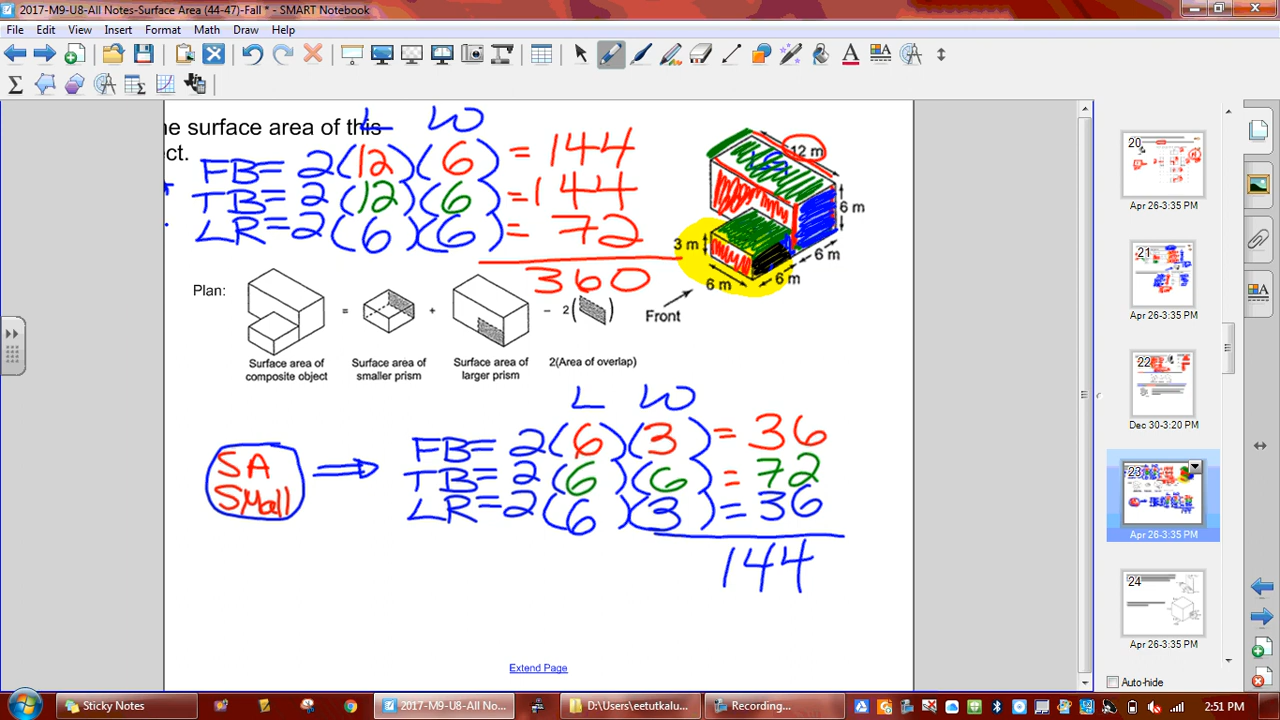 2017-M9-U8-All Notes-Surface Area (44-47)-Fall * - SMART Notebook
File Edit View Insert Format Math Draw Help
ne surface area of this
ect.
L W
FB= 2(12)(6) = 144
TB= 2(12)(6) = 144
LR= 2(6)(6) = 72
360
12 m
6 m
3 m
6 m
6 m
6 m
Front
Plan:
= + - 2( )
Surface area of
composite object
Surface area of
smaller prism
Surface area of
larger prism
2(Area of overlap)
L W
FB= 2(6)(3) = 36
TB= 2(6)(6) = 72
LR= 2(6)(3) = 36
144
SA
SMall
Extend Page
20
Apr 26-3:35 PM
21
Apr 26-3:35 PM
22
Dec 30-3:20 PM
23
Apr 26-3:35 PM
24
Apr 26-3:35 PM
Auto-hide
Sticky Notes
2017-M9-U8-All No...
D:\Users\eetutkalu...
Recording...
2:51 PM